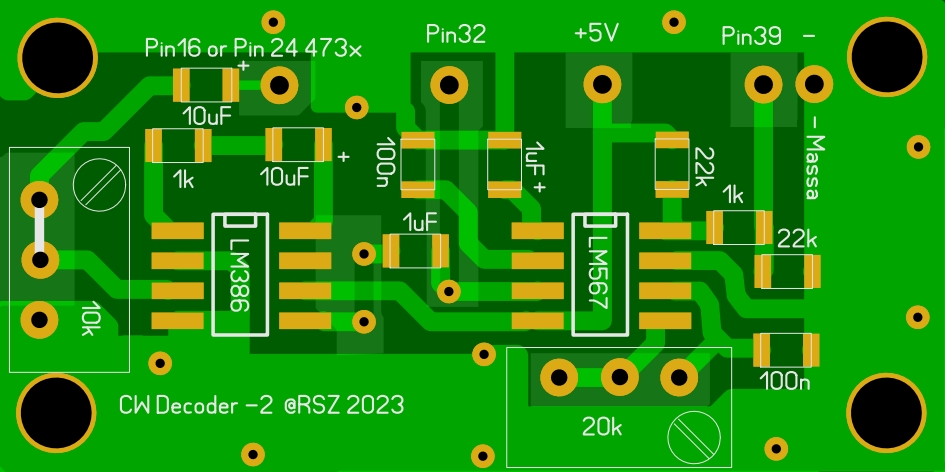 Pin16 or Pin 24 473x
Pin32
+5V
Pin39 -
+
10uF
1k
10uF
+
100n
1uF +
22k
- Massa
1k
1uF
22k
LM386
LM567
10k
100n
CW Decoder -2 @RSZ 2023
20k